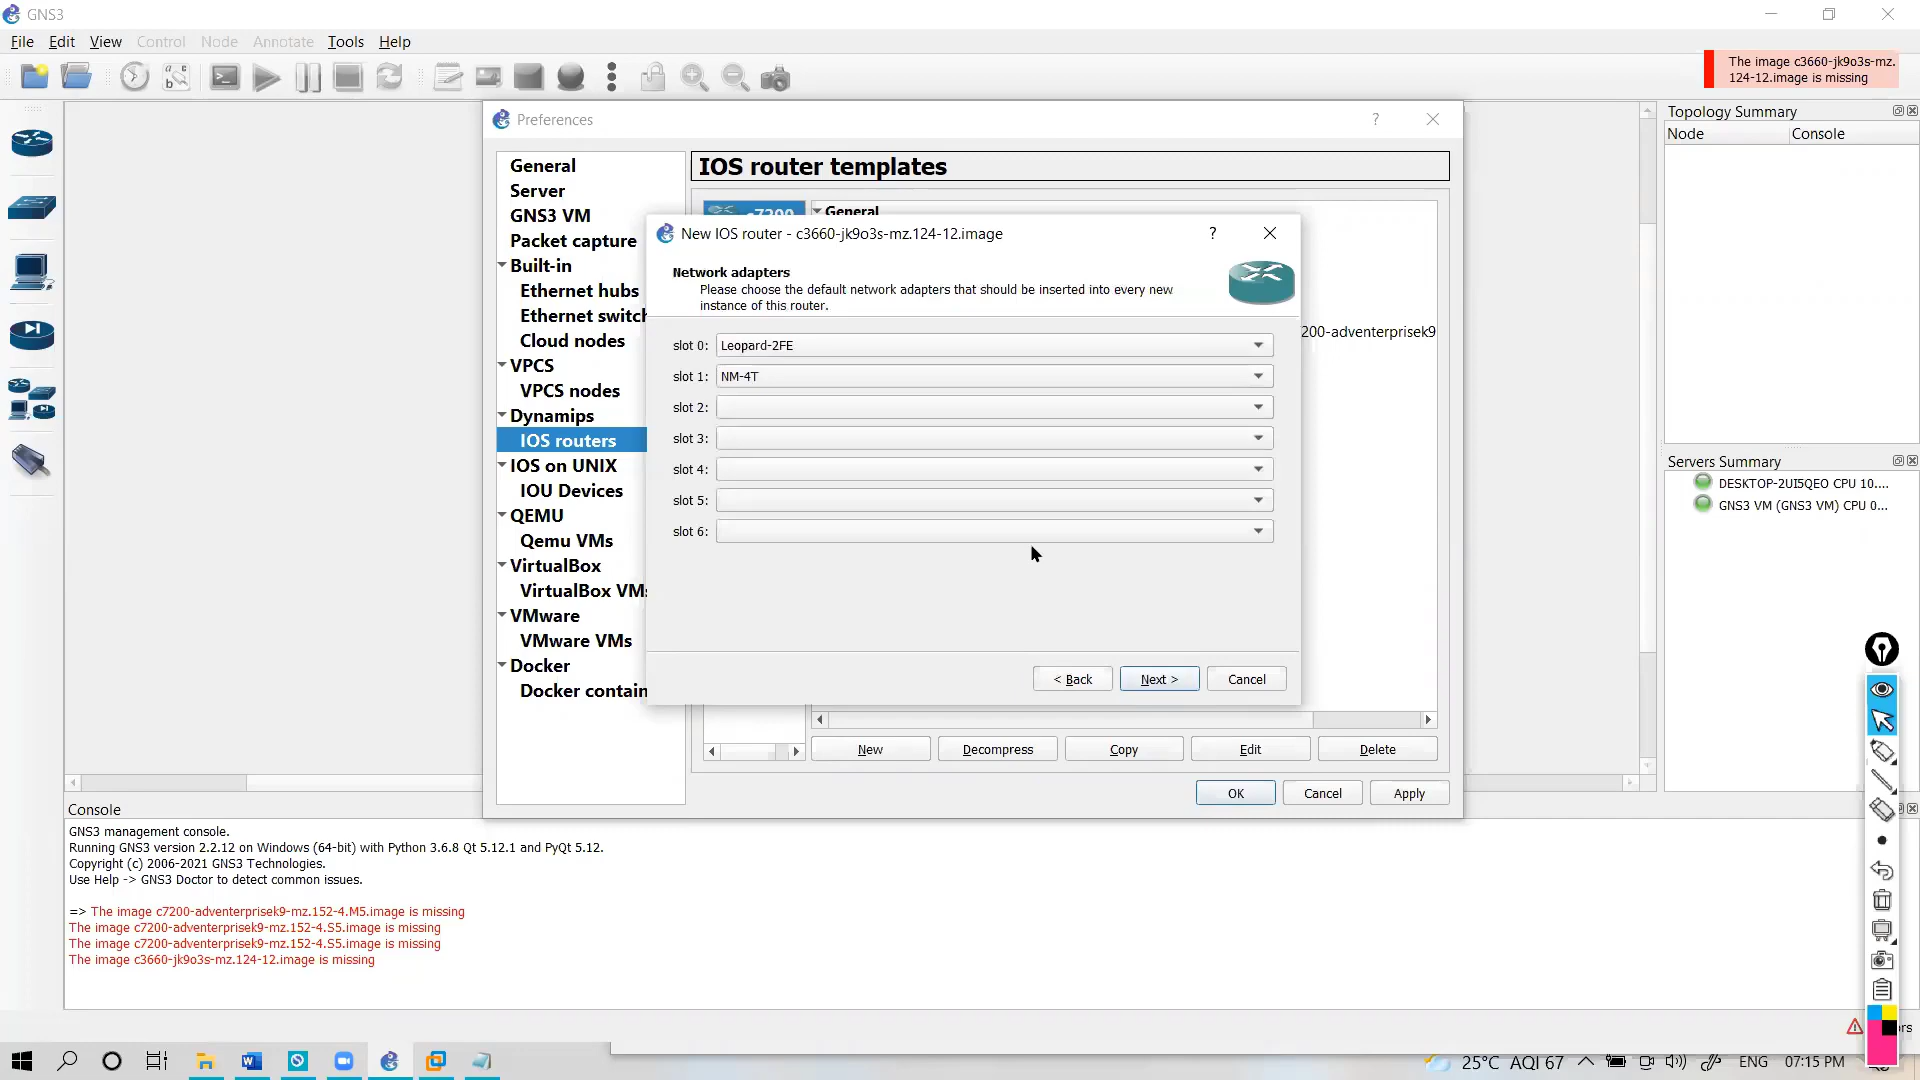 GNS3
File Edit View Control Node Annotate Tools Help
The image c3660-jk9o3s-mz.
124-12.image is missing
Topology Summary
Node Console
Servers Summary
DESKTOP-2UI5QEO CPU 10....
GNS3 VM (GNS3 VM) CPU 0...
Preferences ?
General
Server
GNS3 VM
Packet capture
Built-in
Ethernet hubs
Ethernet switch
Cloud nodes
VPCS
VPCS nodes
Dynamips
IOS routers
IOS on UNIX
IOU Devices
QEMU
Qemu VMs
VirtualBox
VirtualBox VMs
VMware
VMware VMs
Docker
Docker contain
IOS router templates
c7200
General
200-adventerprisek9
New IOS router - c3660-jk9o3s-mz.124-12.image ?
Network adapters
Please choose the default network adapters that should be inserted into every new
instance of this router.
slot 0: Leopard-2FE
slot 1: NM-4T
slot 2:
slot 3:
slot 4:
slot 5:
slot 6:
< Back Next > Cancel
New Decompress Copy Edit Delete
OK Cancel Apply
Console
GNS3 management console.
Running GNS3 version 2.2.12 on Windows (64-bit) with Python 3.6.8 Qt 5.12.1 and PyQt 5.12.
Copyright (c) 2006-2021 GNS3 Technologies.
Use Help -> GNS3 Doctor to detect common issues.
=> The image c7200-adventerprisek9-mz.152-4.M5.image is missing
The image c7200-adventerprisek9-mz.152-4.S5.image is missing
The image c7200-adventerprisek9-mz.152-4.S5.image is missing
The image c3660-jk9o3s-mz.124-12.image is missing
rs
25°C AQI 67 ENG 07:15 PM